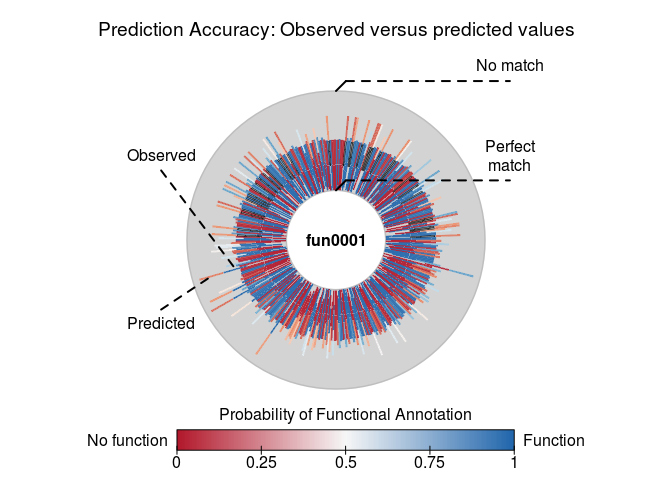 Prediction Accuracy: Observed versus predicted values
No match
Perfect
match
Observed
fun0001
Predicted
Probability of Functional Annotation
No function
Function
0 0.25 0.5 0.75 1